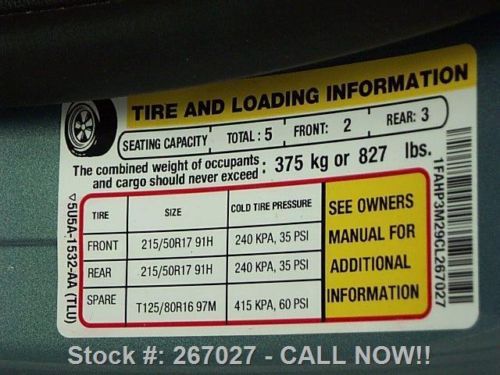 TIRE AND LOADING INFORMATION
SEATING CAPACITY TOTAL : 5 FRONT: 2 REAR: 3
The combined weight of occupants
and cargo should never exceed : 375 kg or 827 lbs.
TIRE SIZE COLD TIRE PRESSURE
FRONT 215/50R17 91H 240 KPA, 35 PSI
REAR 215/50R17 91H 240 KPA, 35 PSI
SPARE T125/80R16 97M 415 KPA, 60 PSI
SEE OWNERS
MANUAL FOR
ADDITIONAL
INFORMATION
5U5A-1532-AA (TLU)
1FAHP3M29CL267027
Stock #: 267027 - CALL NOW!!